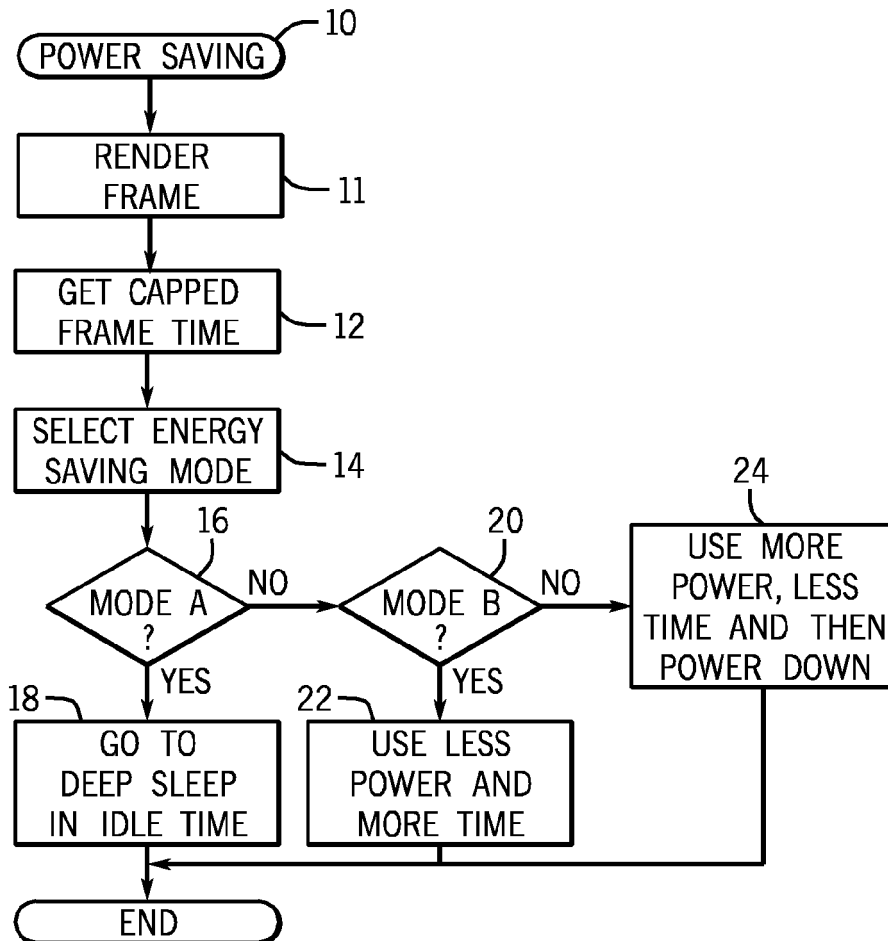 POWER SAVING
10
RENDER
FRAME
11
GET CAPPED
FRAME TIME
12
SELECT ENERGY
SAVING MODE
14
16
MODE A
?
NO
YES
20
MODE B
?
NO
YES
24
USE MORE
POWER, LESS
TIME AND THEN
POWER DOWN
18
GO TO
DEEP SLEEP
IN IDLE TIME
22
USE LESS
POWER AND
MORE TIME
END